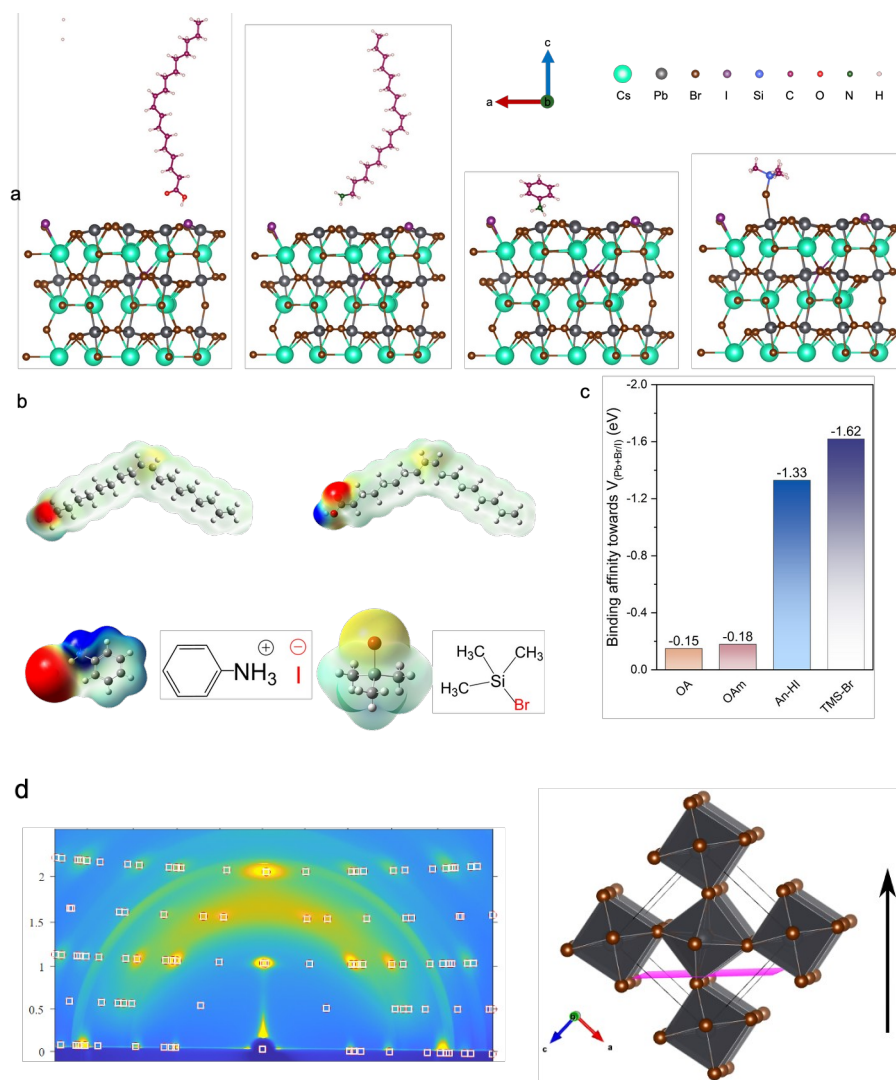 a
c
a
b
Cs Pb Br I Si C O N H
b
NH₃
+
−
I
CH₃
H₃C
CH₃
Si
H₃C
Br
c
Binding affinity towards V(Pb+Br/I) (eV)
-2.0
-1.6
-1.2
-0.8
-0.4
0.0
-0.15
-0.18
-1.33
-1.62
OA
OAm
An-HI
TMS-Br
d
2
1.5
1
0.5
0
c
a